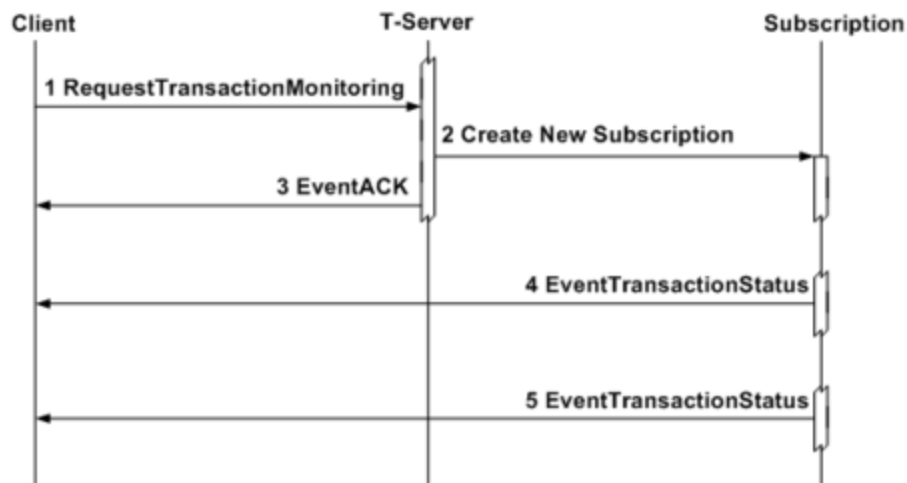 Client
T-Server
Subscription
1 RequestTransactionMonitoring
2 Create New Subscription
3 EventACK
4 EventTransactionStatus
5 EventTransactionStatus